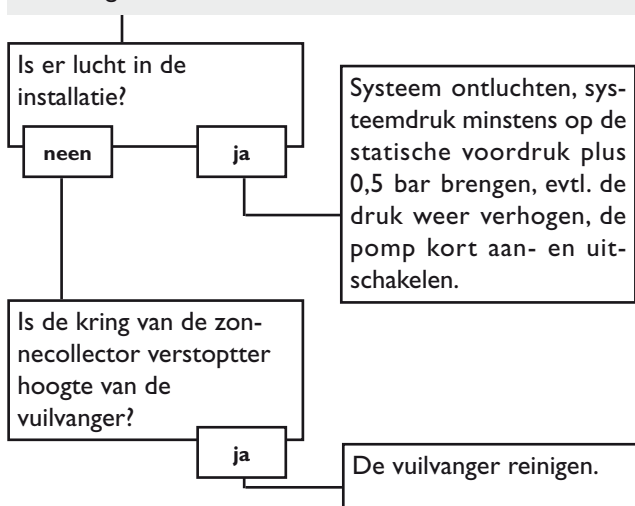 Is er lucht in de
installatie?
neen
ja
Systeem ontluchten, sys-
teemdruk minstens op de
statische voordruk plus
0,5 bar brengen, evtl. de
druk weer verhogen, de
pomp kort aan- en uit-
schakelen.
Is de kring van de zon-
necollector verstoptter
hoogte van de
vuilvanger?
ja
De vuilvanger reinigen.